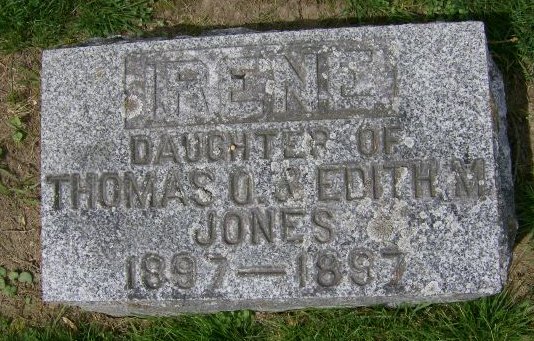 IRENE
DAUGHTER OF
THOMAS O. & EDITH M.
JONES
1897-1897